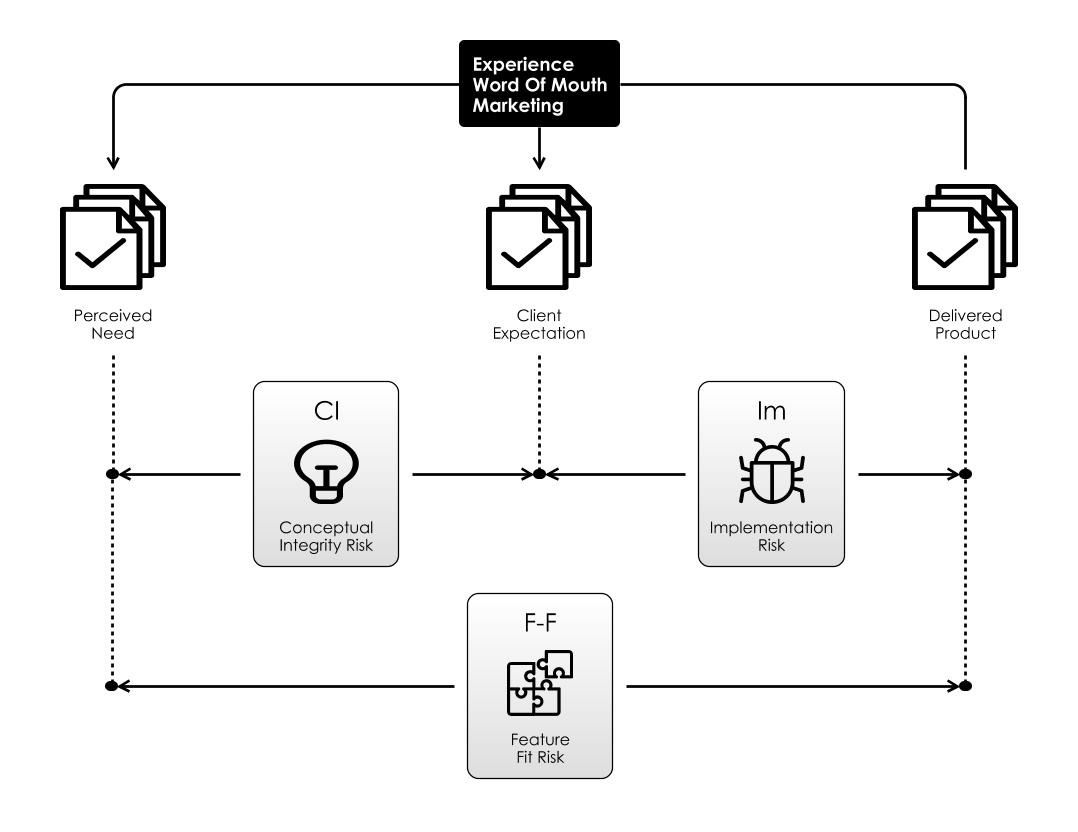 Experience
Word Of Mouth
Marketing
Perceived
Need
Client
Expectation
Delivered
Product
CI
Conceptual
Integrity Risk
Im
Implementation
Risk
F-F
Feature
Fit Risk